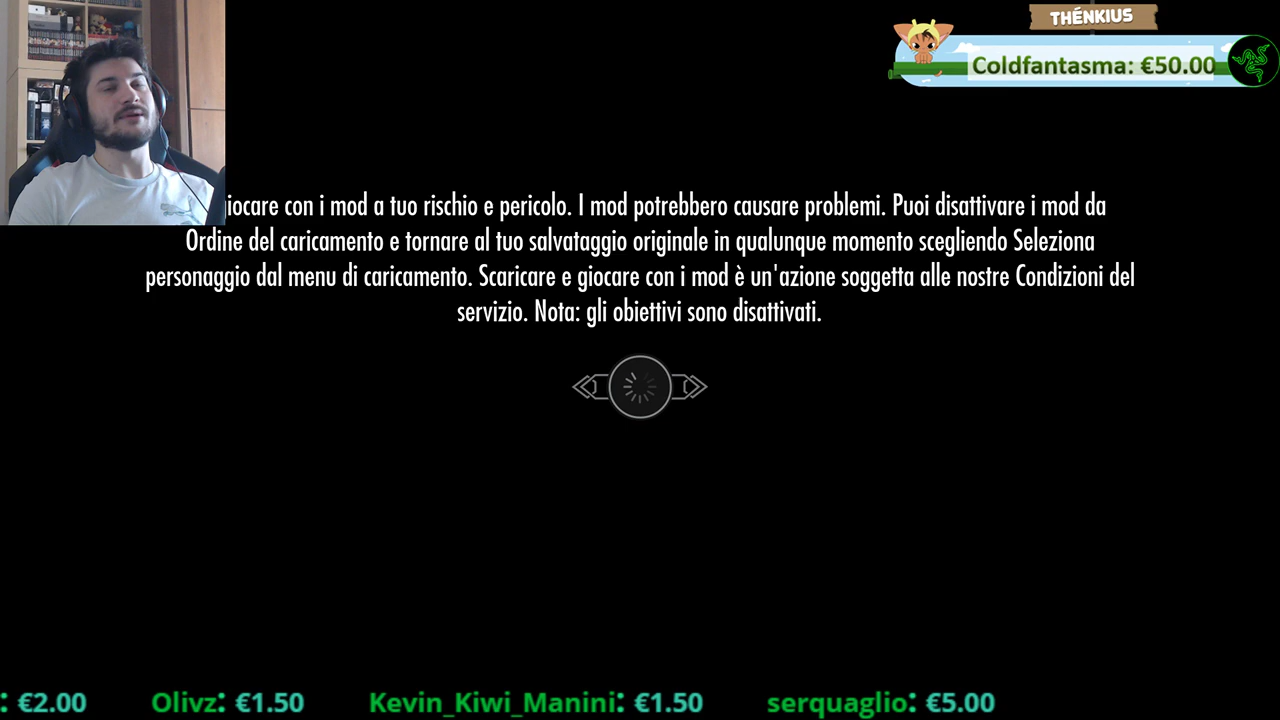 THÉNKIUS
Coldfantasma: €50.00
giocare con i mod a tuo rischio e pericolo. I mod potrebbero causare problemi. Puoi disattivare i mod da
Ordine del caricamento e tornare al tuo salvataggio originale in qualunque momento scegliendo Seleziona
personaggio dal menu di caricamento. Scaricare e giocare con i mod è un'azione soggetta alle nostre Condizioni del
servizio. Nota: gli obiettivi sono disattivati.
: €2.00 Olivz: €1.50 Kevin_Kiwi_Manini: €1.50 serquaglio: €5.00